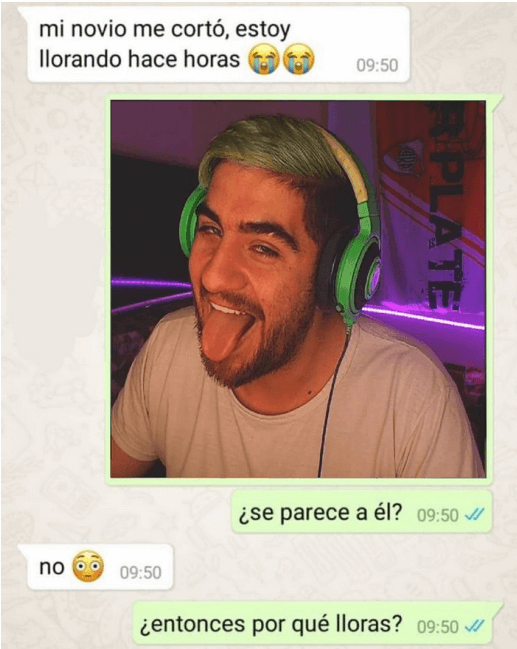 mi novio me cortó, estoy
llorando hace horas 😭😭
09:50
RPLATE
¿se parece a él? 09:50
no 😳 09:50
¿entonces por qué lloras? 09:50